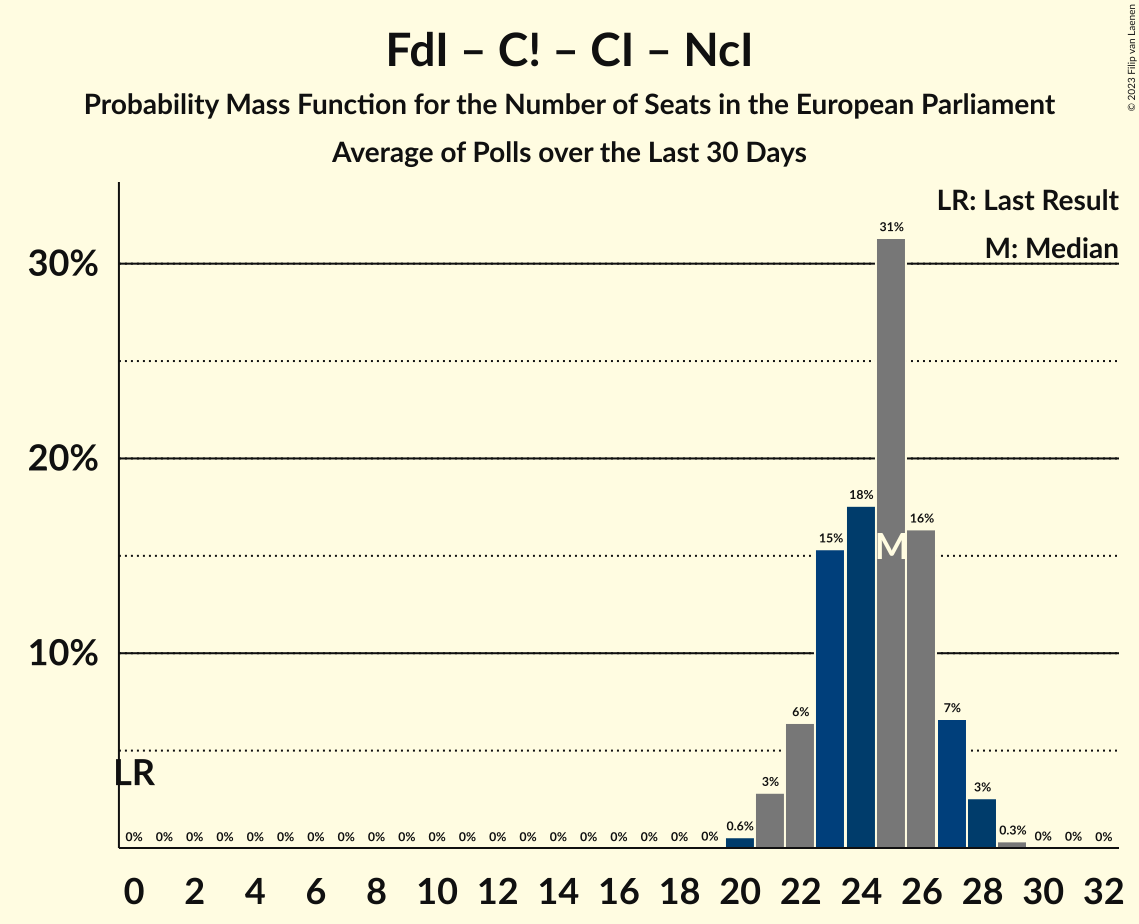 FdI – C! – CI – NcI
Probability Mass Function for the Number of Seats in the European Parliament
Average of Polls over the Last 30 Days
© 2023 Filip van Laenen
LR: Last Result
M: Median
30%
20%
10%
31%
18%
16%
15%
M
7%
6%
3%
3%
LR
0% 0% 0% 0% 0% 0% 0% 0% 0% 0% 0% 0% 0% 0% 0% 0% 0% 0% 0% 0% 0.6% 0.3% 0% 0% 0%
0 2 4 6 8 10 12 14 16 18 20 22 24 26 28 30 32